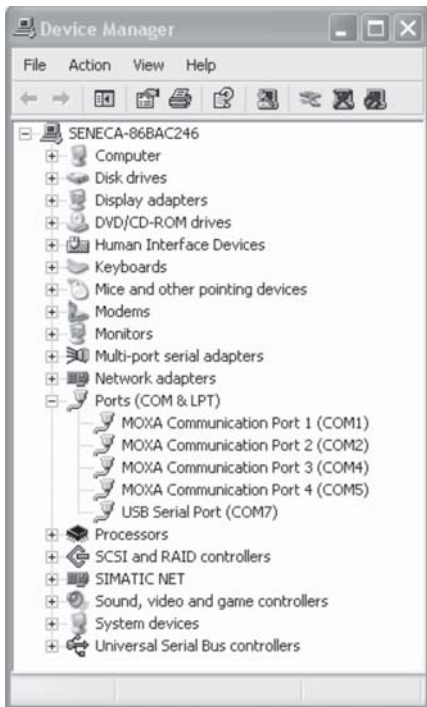 Device Manager
File Action View Help
SENECA-86BAC246
Computer
Disk drives
Display adapters
DVD/CD-ROM drives
Human Interface Devices
Keyboards
Mice and other pointing devices
Modems
Monitors
Multi-port serial adapters
Network adapters
Ports (COM & LPT)
MOXA Communication Port 1 (COM1)
MOXA Communication Port 2 (COM2)
MOXA Communication Port 3 (COM4)
MOXA Communication Port 4 (COM5)
USB Serial Port (COM7)
Processors
SCSI and RAID controllers
SIMATIC NET
Sound, video and game controllers
System devices
Universal Serial Bus controllers